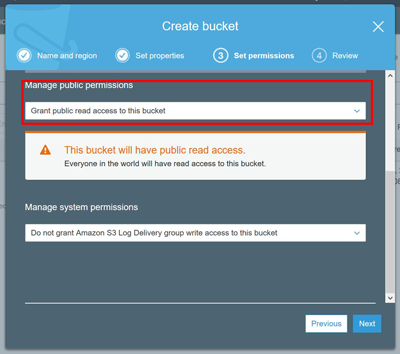 Create bucket
Name and region
Set properties
3 Set permissions
4 Review
Manage public permissions
Grant public read access to this bucket
This bucket will have public read access.
Everyone in the world will have read access to this bucket.
Manage system permissions
Do not grant Amazon S3 Log Delivery group write access to this bucket
Previous Next